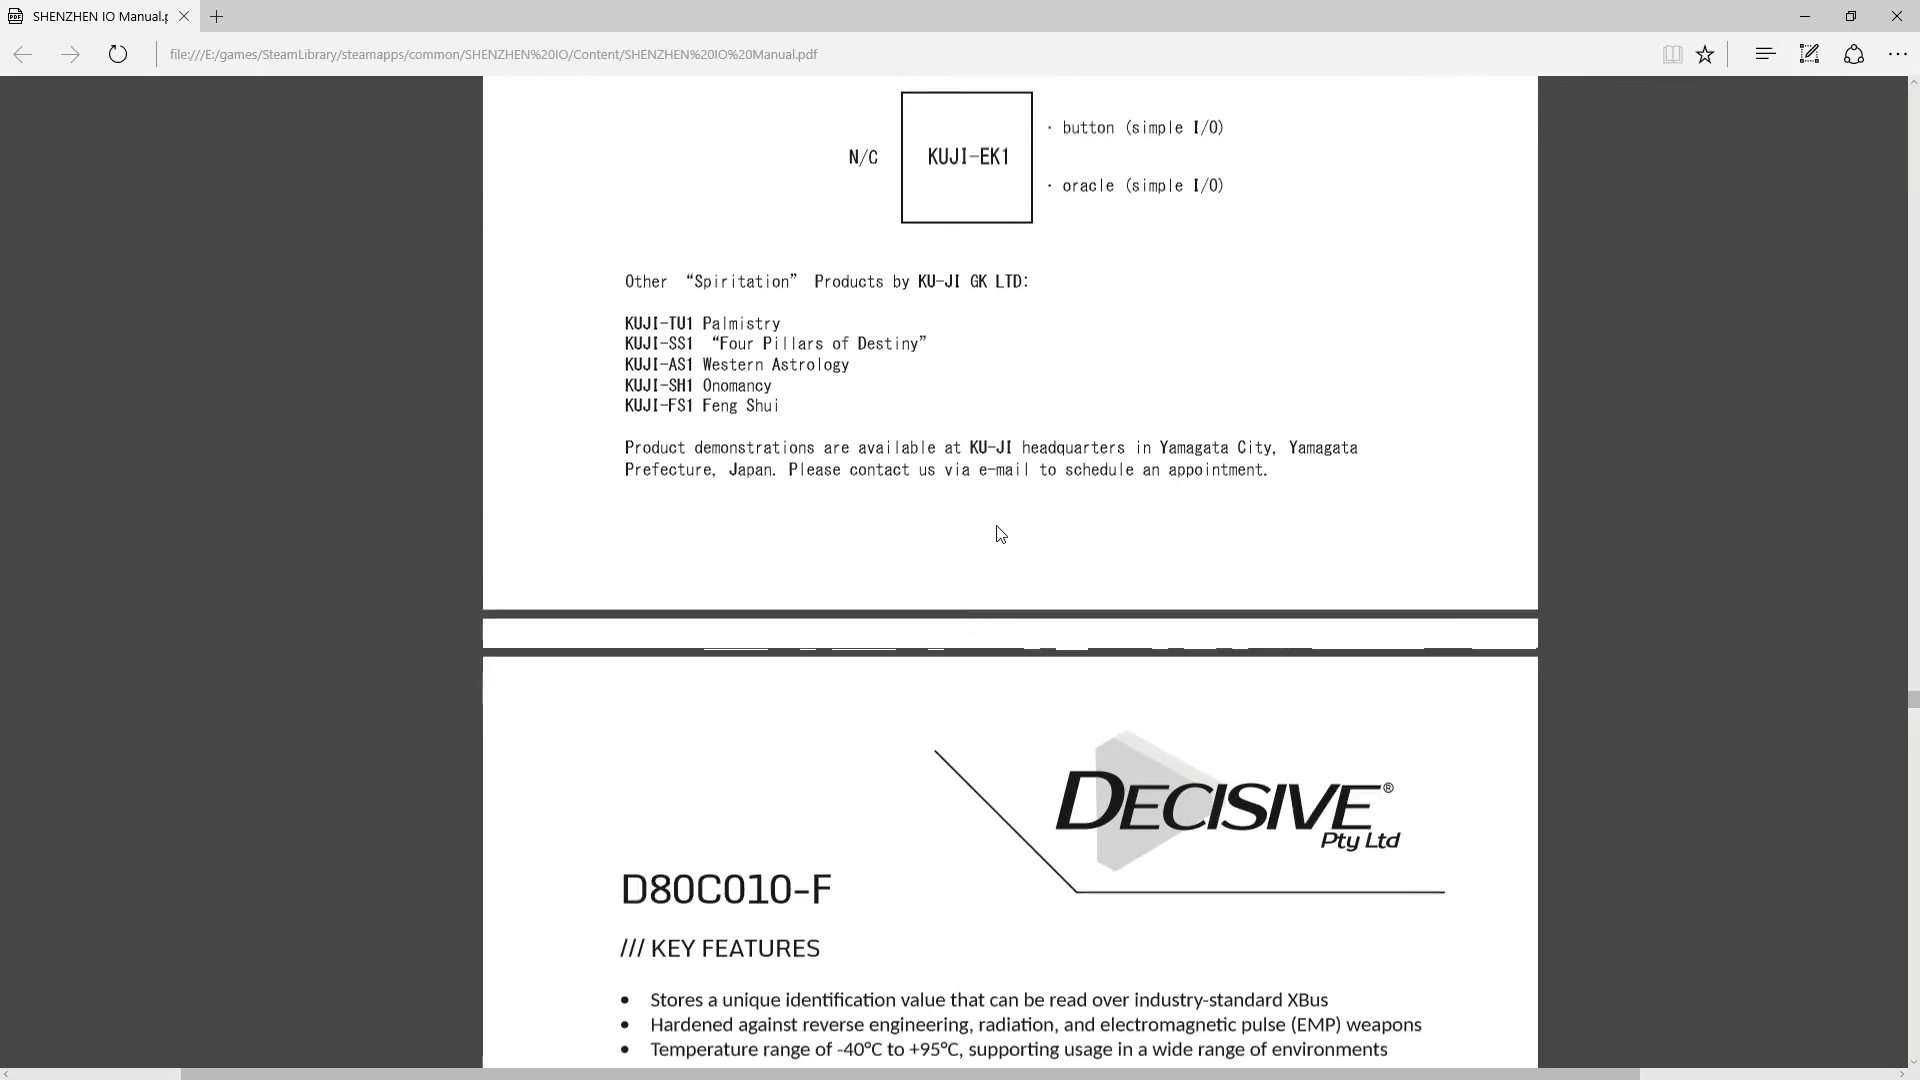 SHENZHEN IO Manual.p
file:///E:/games/SteamLibrary/steamapps/common/SHENZHEN%20IO/Content/SHENZHEN%20IO%20Manual.pdf
N/C
KUJI-EK1
· button (simple I/O)
· oracle (simple I/O)
Other “Spiritation” Products by KU-JI GK LTD:
KUJI-TU1 Palmistry
KUJI-SS1 “Four Pillars of Destiny”
KUJI-AS1 Western Astrology
KUJI-SH1 Onomancy
KUJI-FS1 Feng Shui
Product demonstrations are available at KU-JI headquarters in Yamagata City, Yamagata
Prefecture, Japan. Please contact us via e-mail to schedule an appointment.
DECISIVE®
Pty Ltd
D80C010-F
/// KEY FEATURES
• Stores a unique identification value that can be read over industry-standard XBus
• Hardened against reverse engineering, radiation, and electromagnetic pulse (EMP) weapons
• Temperature range of -40°C to +95°C, supporting usage in a wide range of environments